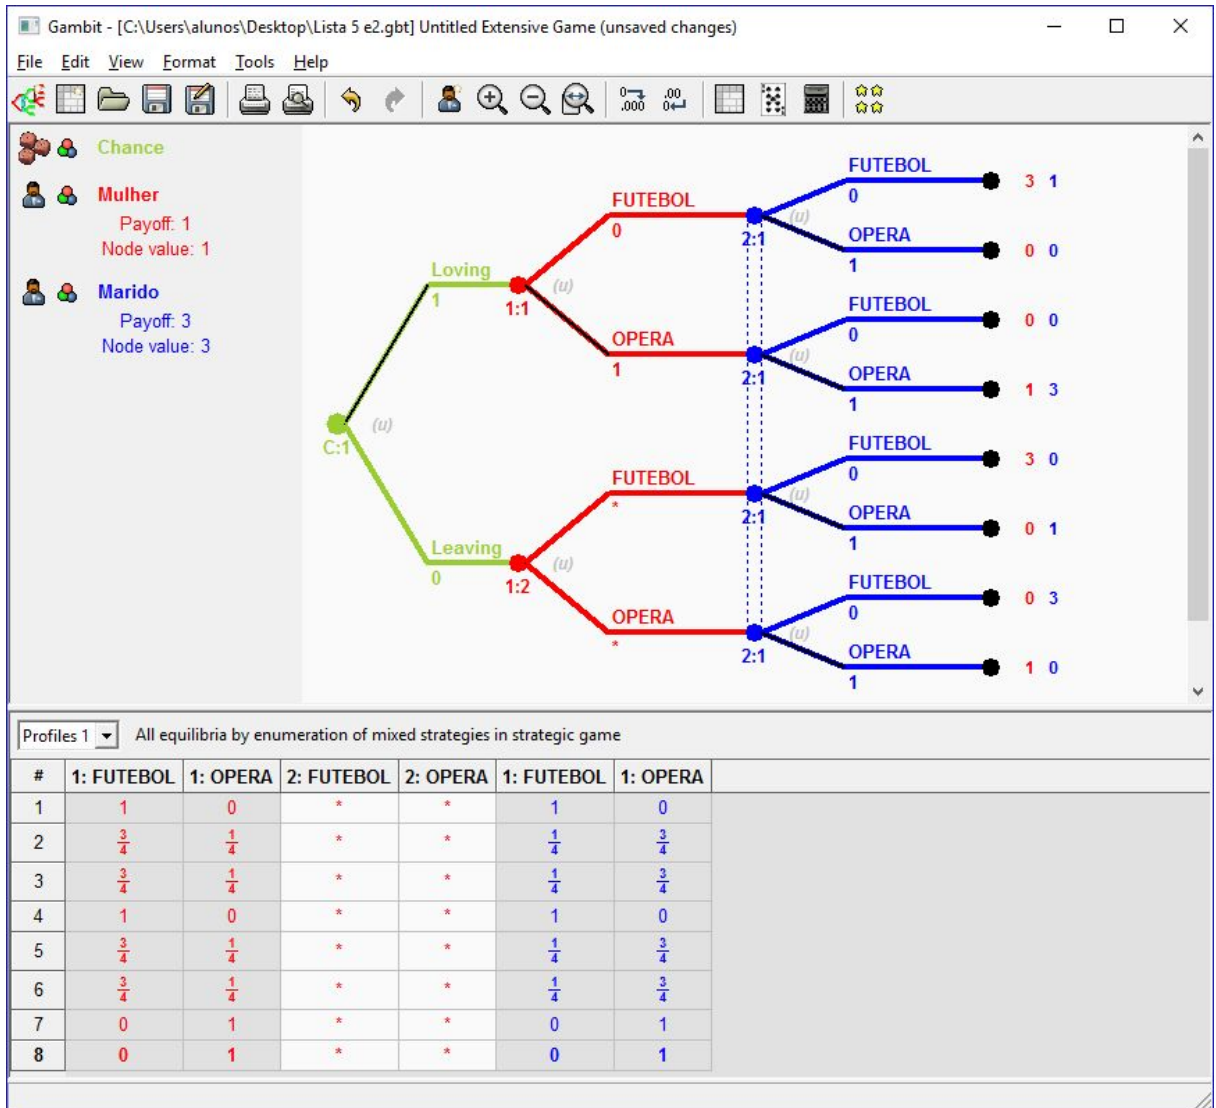 Gambit - [C:\Users\alunos\Desktop\Lista 5 e2.gbt] Untitled Extensive Game (unsaved changes)
File Edit View Format Tools Help
Chance
Mulher
Payoff: 1
Node value: 1
Marido
Payoff: 3
Node value: 3
C:1
(u)
Loving
1
1:1
(u)
FUTEBOL
0
2:1
(u)
FUTEBOL
0
3 1
OPERA
1
0 0
OPERA
1
2:1
(u)
FUTEBOL
0
0 0
OPERA
1
1 3
Leaving
0
1:2
(u)
FUTEBOL
*
2:1
(u)
FUTEBOL
0
3 0
OPERA
1
0 1
OPERA
*
2:1
(u)
FUTEBOL
0
0 3
OPERA
1
1 0
Profiles 1 All equilibria by enumeration of mixed strategies in strategic game
# 1: FUTEBOL 1: OPERA 2: FUTEBOL 2: OPERA 1: FUTEBOL 1: OPERA
1 1 0 * * 1 0
2 3/4 1/4 * * 1/4 3/4
3 3/4 1/4 * * 1/4 3/4
4 1 0 * * 1 0
5 3/4 1/4 * * 1/4 3/4
6 3/4 1/4 * * 1/4 3/4
7 0 1 * * 0 1
8 0 1 * * 0 1